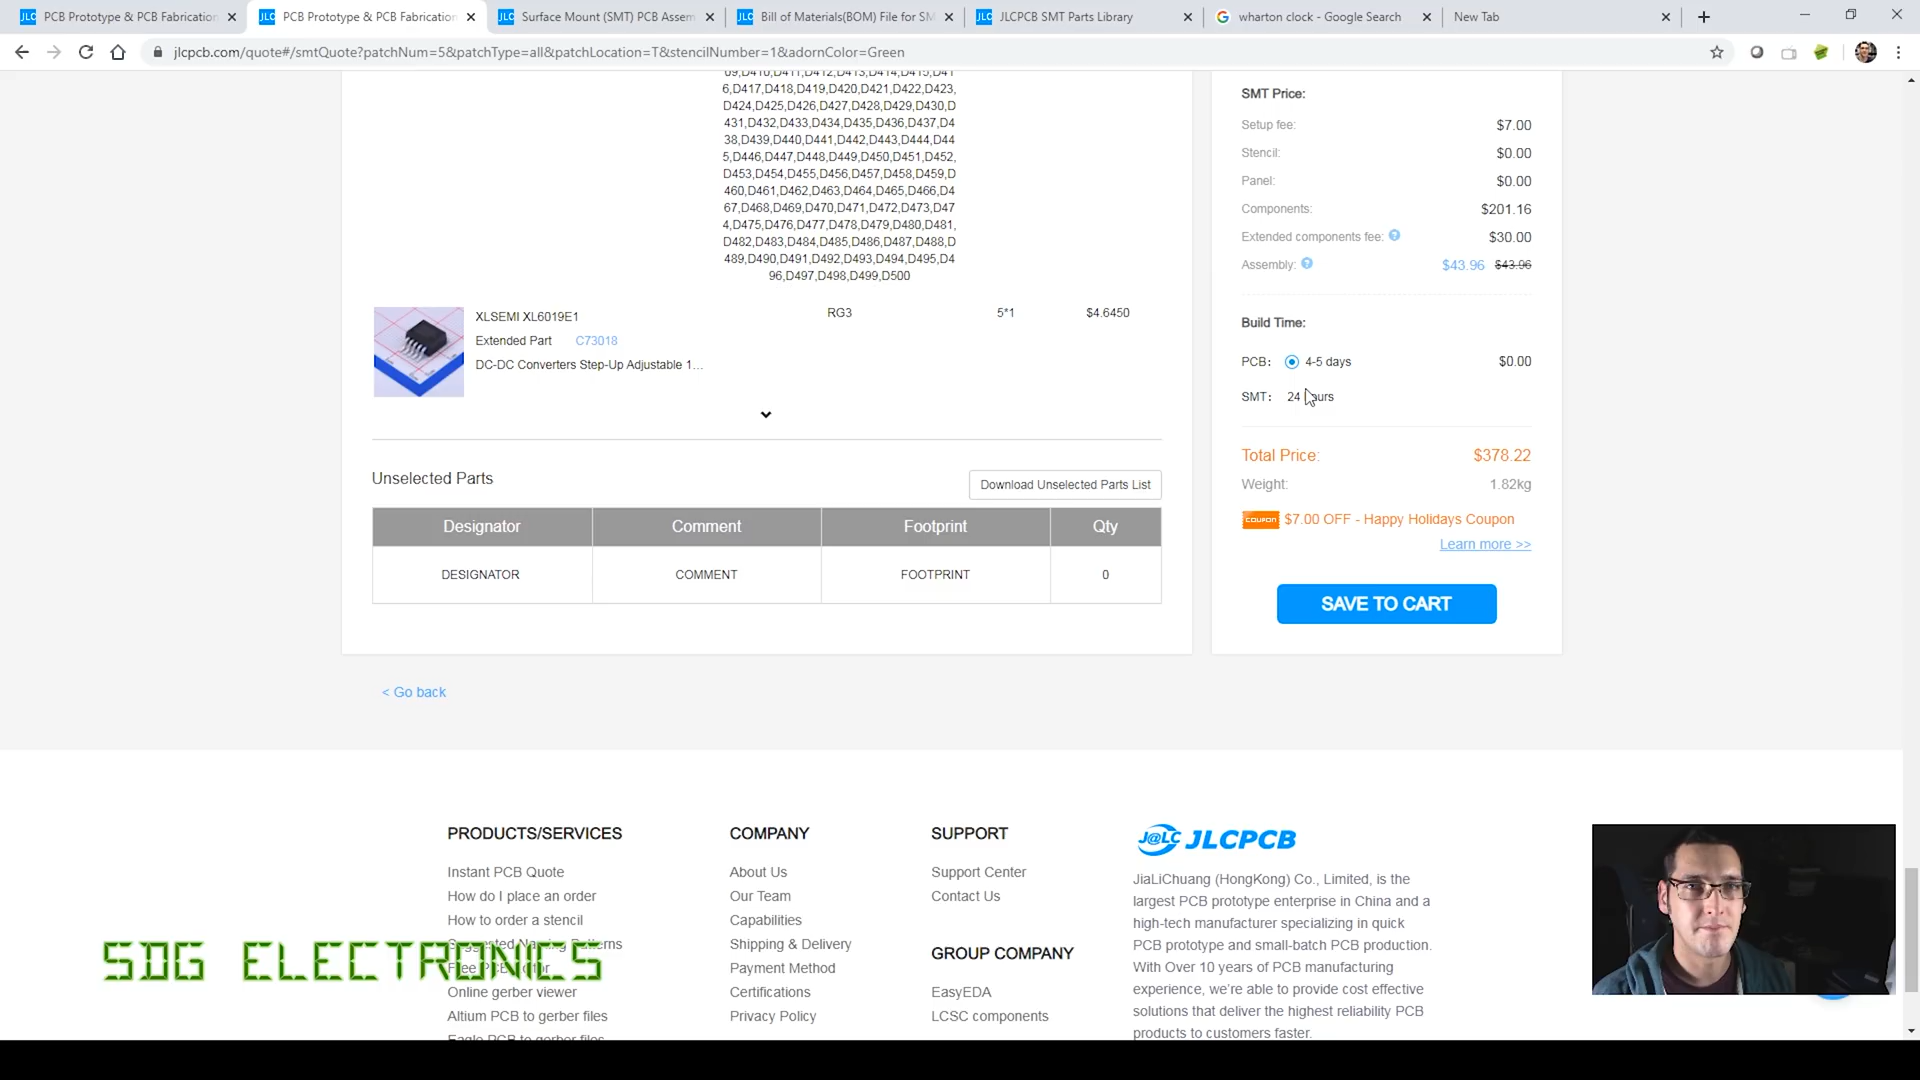 PCB Prototype & PCB Fabrication
PCB Prototype & PCB Fabrication
Surface Mount (SMT) PCB Assem
Bill of Materials(BOM) File for SM
JLCPCB SMT Parts Library
wharton clock - Google Search
New Tab
jlcpcb.com/quote#/smtQuote?patchNum=5&patchType=all&patchLocation=T&stencilNumber=1&adornColor=Green
09,D410,D411,D412,D413,D414,D415,D41
6,D417,D418,D419,D420,D421,D422,D423,
D424,D425,D426,D427,D428,D429,D430,D
431,D432,D433,D434,D435,D436,D437,D4
38,D439,D440,D441,D442,D443,D444,D44
5,D446,D447,D448,D449,D450,D451,D452,
D453,D454,D455,D456,D457,D458,D459,D
460,D461,D462,D463,D464,D465,D466,D4
67,D468,D469,D470,D471,D472,D473,D47
4,D475,D476,D477,D478,D479,D480,D481,
D482,D483,D484,D485,D486,D487,D488,D
489,D490,D491,D492,D493,D494,D495,D4
96,D497,D498,D499,D500
XLSEMI XL6019E1
RG3
5*1
$4.6450
Extended Part C73018
DC-DC Converters Step-Up Adjustable 1...
Unselected Parts
Download Unselected Parts List
Designator Comment Footprint Qty
DESIGNATOR COMMENT FOOTPRINT 0
< Go back
SMT Price:
Setup fee: $7.00
Stencil: $0.00
Panel: $0.00
Components: $201.16
Extended components fee: ? $30.00
Assembly: ? $43.96 $43.96
Build Time:
PCB: 4-5 days $0.00
SMT: 24
Total Price: $378.22
Weight: 1.82kg
COUPON $7.00 OFF - Happy Holidays Coupon
Learn more >>
SAVE TO CART
PRODUCTS/SERVICES
Instant PCB Quote
How do I place an order
How to order a stencil
Online gerber viewer
Altium PCB to gerber files
Eagle PCB to gerber files
COMPANY
About Us
Our Team
Capabilities
Shipping & Delivery
Payment Method
Certifications
Privacy Policy
SUPPORT
Support Center
Contact Us
GROUP COMPANY
EasyEDA
LCSC components
J@LC JLCPCB
JiaLiChuang (HongKong) Co., Limited, is the
largest PCB prototype enterprise in China and a
high-tech manufacturer specializing in quick
PCB prototype and small-batch PCB production.
With Over 10 years of PCB manufacturing
experience, we're able to provide cost effective
solutions that deliver the highest reliability PCB
products to customers faster.
SDG ELECTRONICS